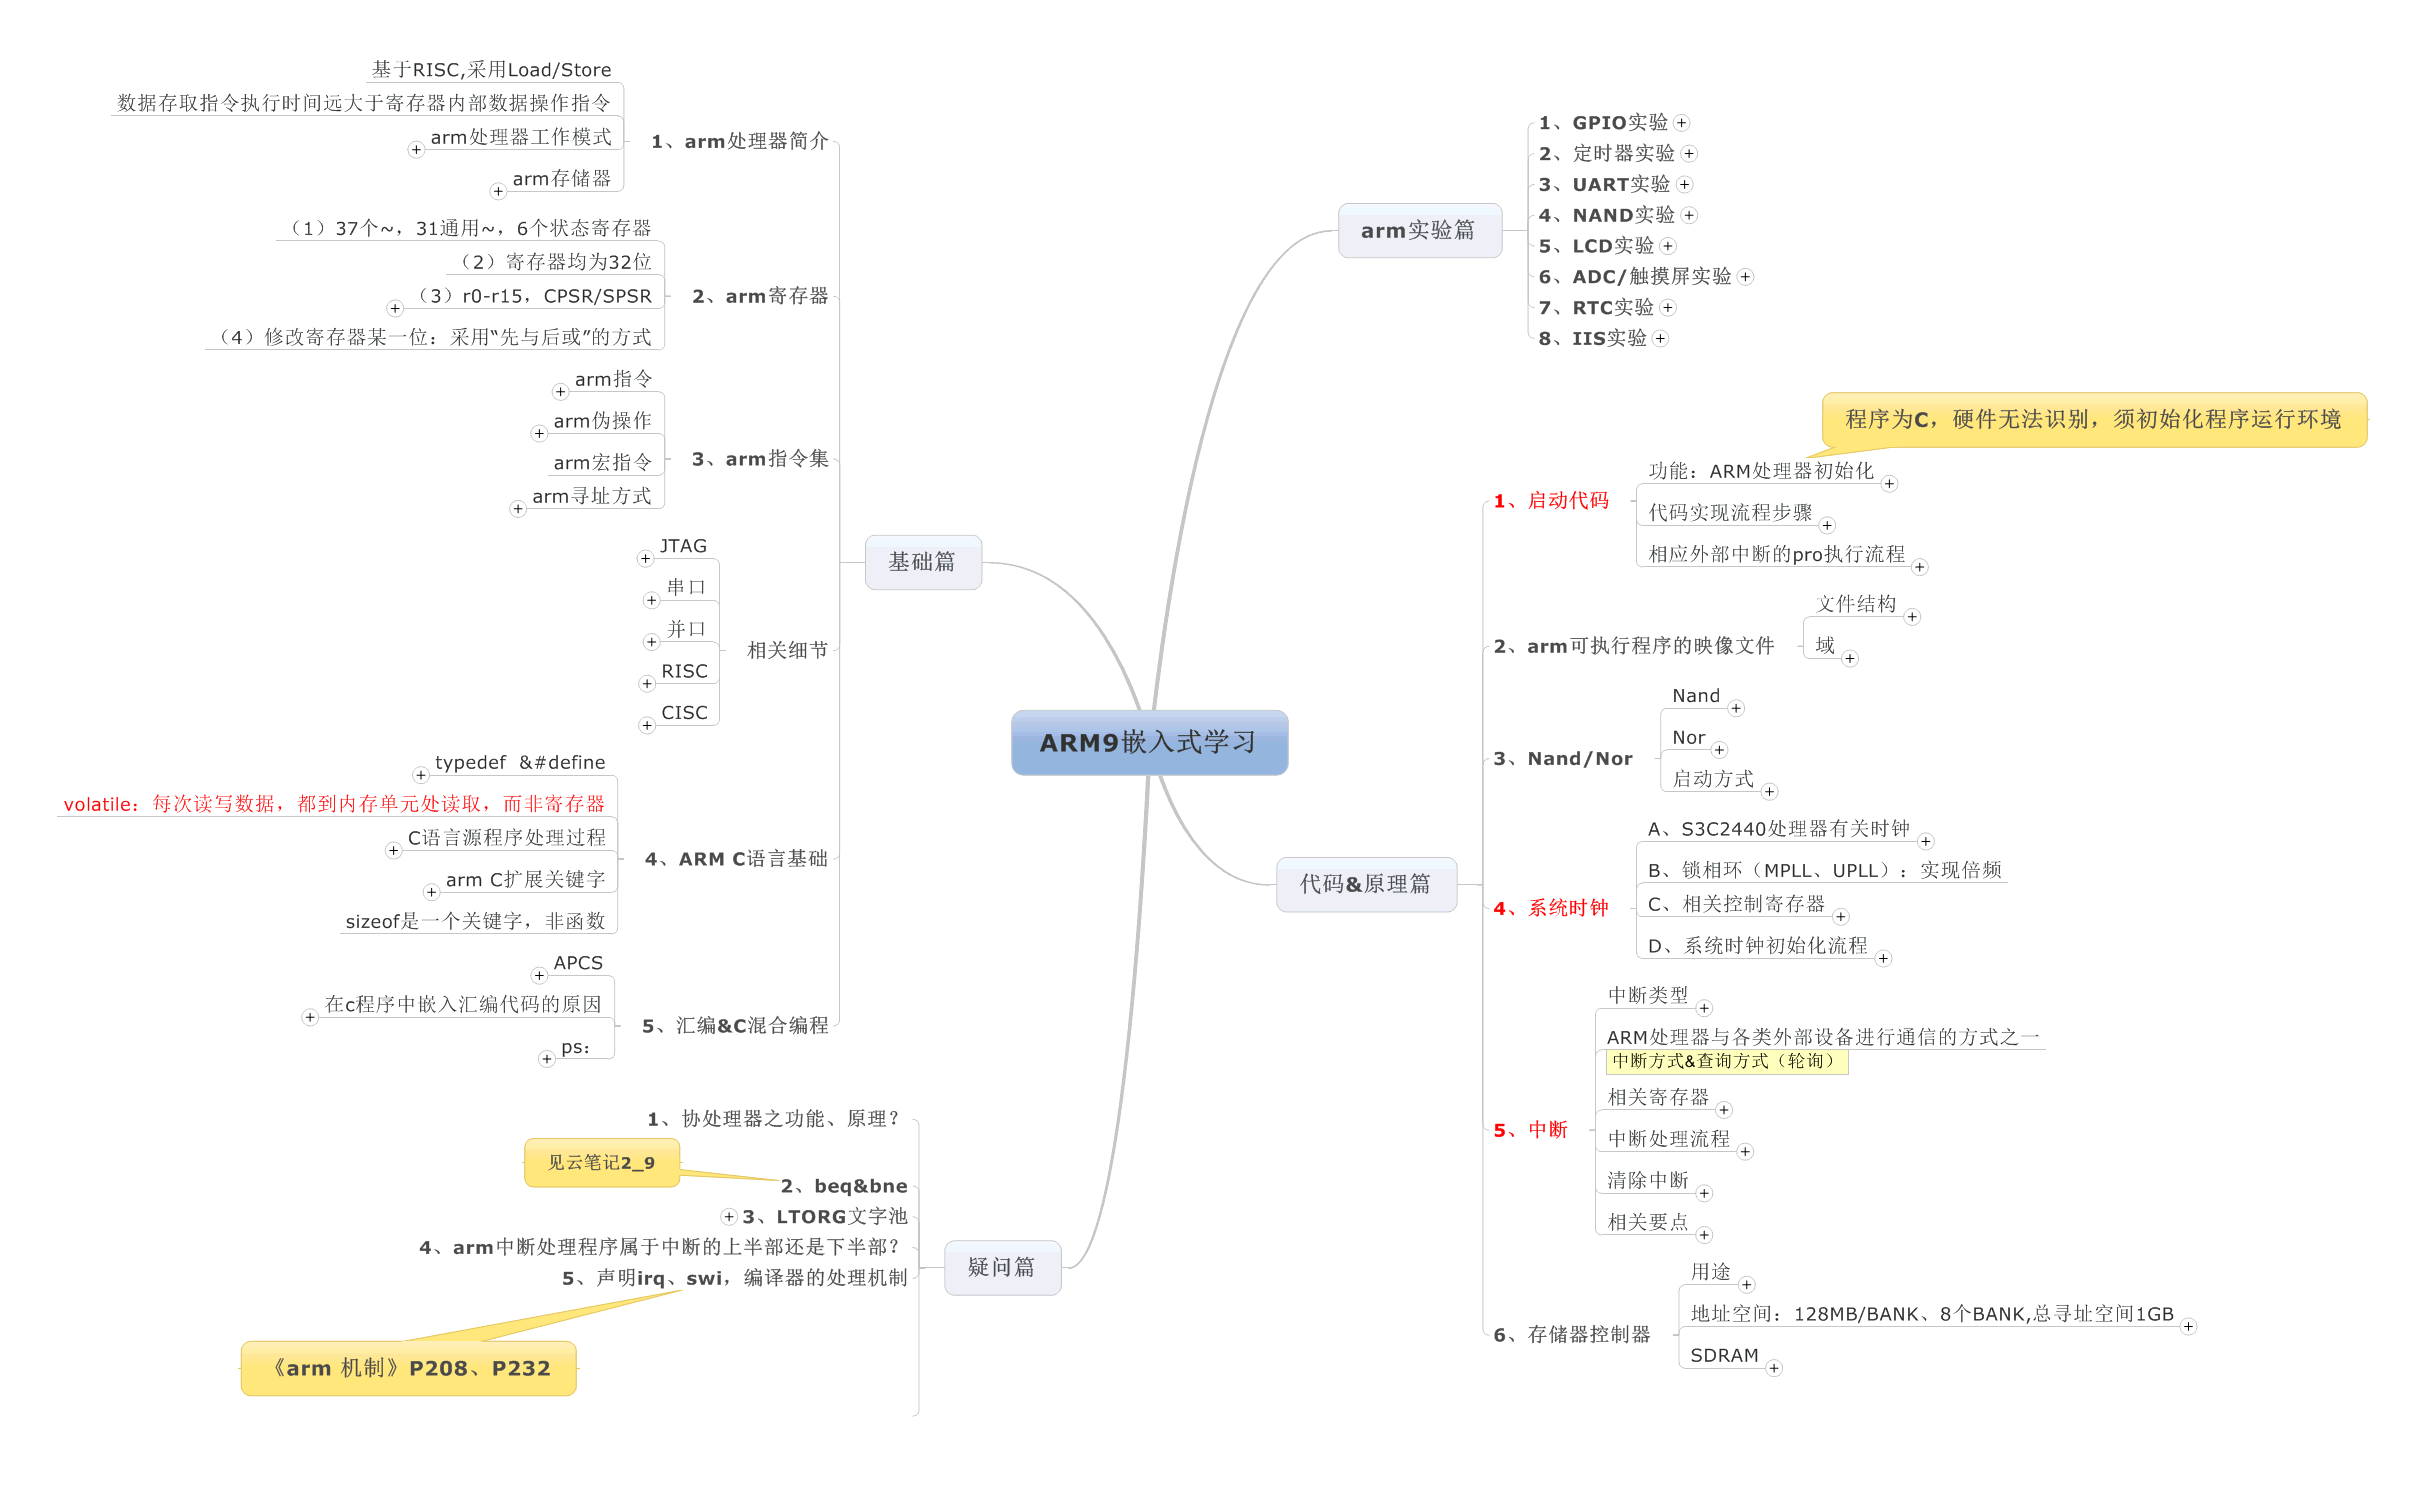 ARM9嵌入式学习
基础篇
1、arm处理器简介
基于RISC,采用Load/Store
数据存取指令执行时间远大于寄存器内部数据操作指令
arm处理器工作模式
arm存储器
2、arm寄存器
（1）37个~，31通用~，6个状态寄存器
（2）寄存器均为32位
（3）r0-r15，CPSR/SPSR
（4）修改寄存器某一位：采用“先与后或”的方式
3、arm指令集
arm指令
arm伪操作
arm宏指令
arm寻址方式
相关细节
JTAG
串口
并口
RISC
CISC
4、ARM C语言基础
typedef &#define
volatile：每次读写数据，都到内存单元处读取，而非寄存器
C语言源程序处理过程
arm C扩展关键字
sizeof是一个关键字，非函数
5、汇编&C混合编程
APCS
在c程序中嵌入汇编代码的原因
ps：
疑问篇
1、协处理器之功能、原理？
见云笔记2_9
2、beq&bne
3、LTORG文字池
4、arm中断处理程序属于中断的上半部还是下半部？
5、声明irq、swi，编译器的处理机制
《arm 机制》P208、P232
arm实验篇
1、GPIO实验
2、定时器实验
3、UART实验
4、NAND实验
5、LCD实验
6、ADC/触摸屏实验
7、RTC实验
8、IIS实验
代码&原理篇
1、启动代码
程序为C，硬件无法识别，须初始化程序运行环境
功能：ARM处理器初始化
代码实现流程步骤
相应外部中断的pro执行流程
2、arm可执行程序的映像文件
文件结构
域
3、Nand/Nor
Nand
Nor
启动方式
4、系统时钟
A、S3C2440处理器有关时钟
B、锁相环（MPLL、UPLL）：实现倍频
C、相关控制寄存器
D、系统时钟初始化流程
5、中断
中断类型
ARM处理器与各类外部设备进行通信的方式之一
中断方式&查询方式（轮询）
相关寄存器
中断处理流程
清除中断
相关要点
6、存储器控制器
用途
地址空间：128MB/BANK、8个BANK,总寻址空间1GB
SDRAM